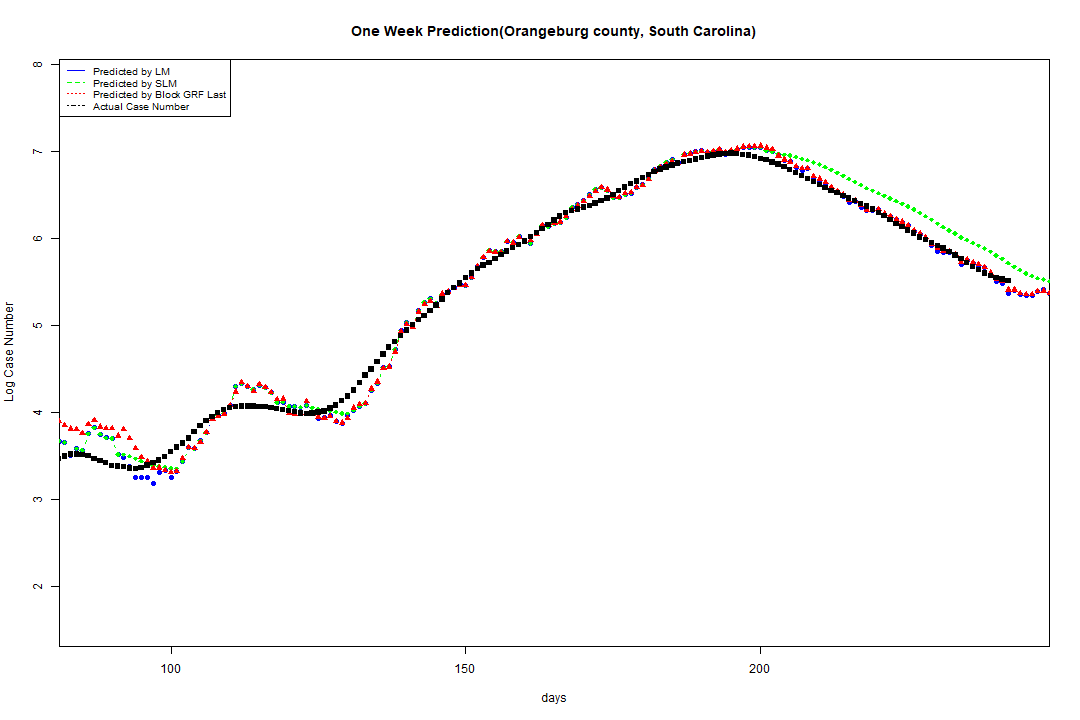 One Week Prediction(Orangeburg county, South Carolina)
Predicted by LM
Predicted by SLM
Predicted by Block GRF Last
Actual Case Number
8
7
6
5
4
3
2
Log Case Number
100 150 200
days